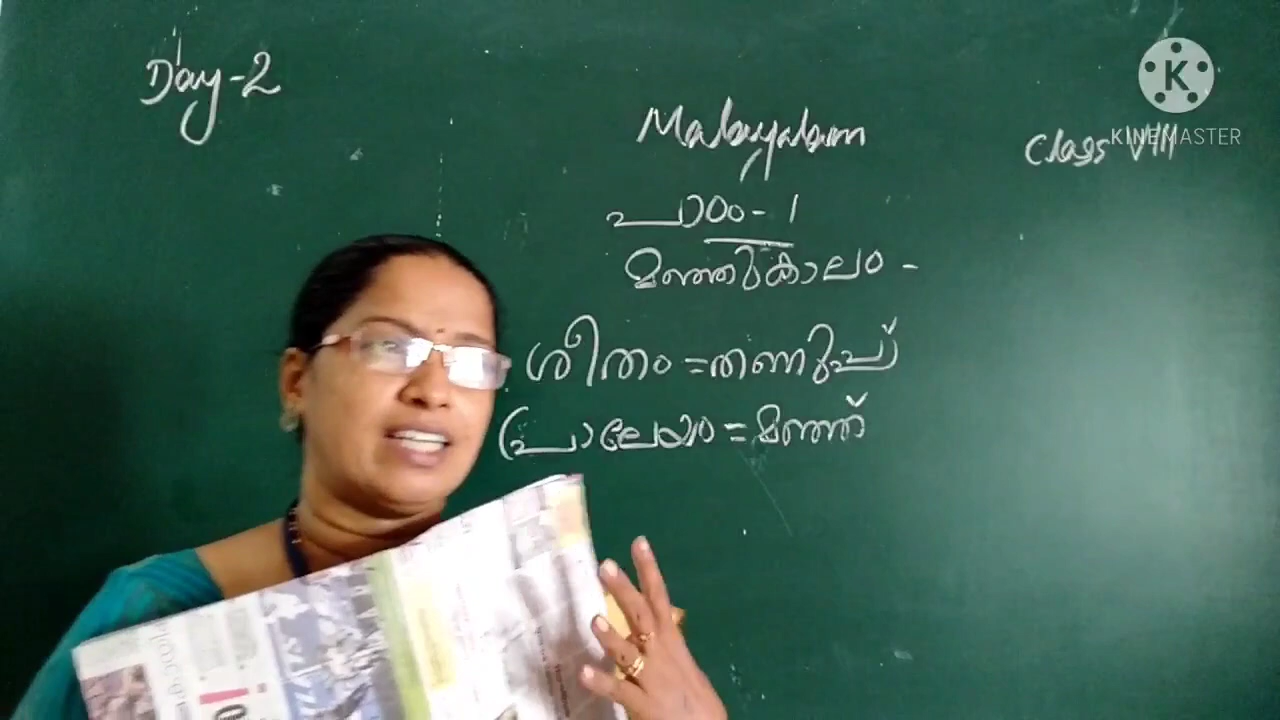 Day-2
Malayalam
Class VIII
KINEMASTER
പാഠം-1
മഞ്ഞുകാലം -
ശീതം = തണുപ്പ്
പ്രാലേയം = മഞ്ഞ്